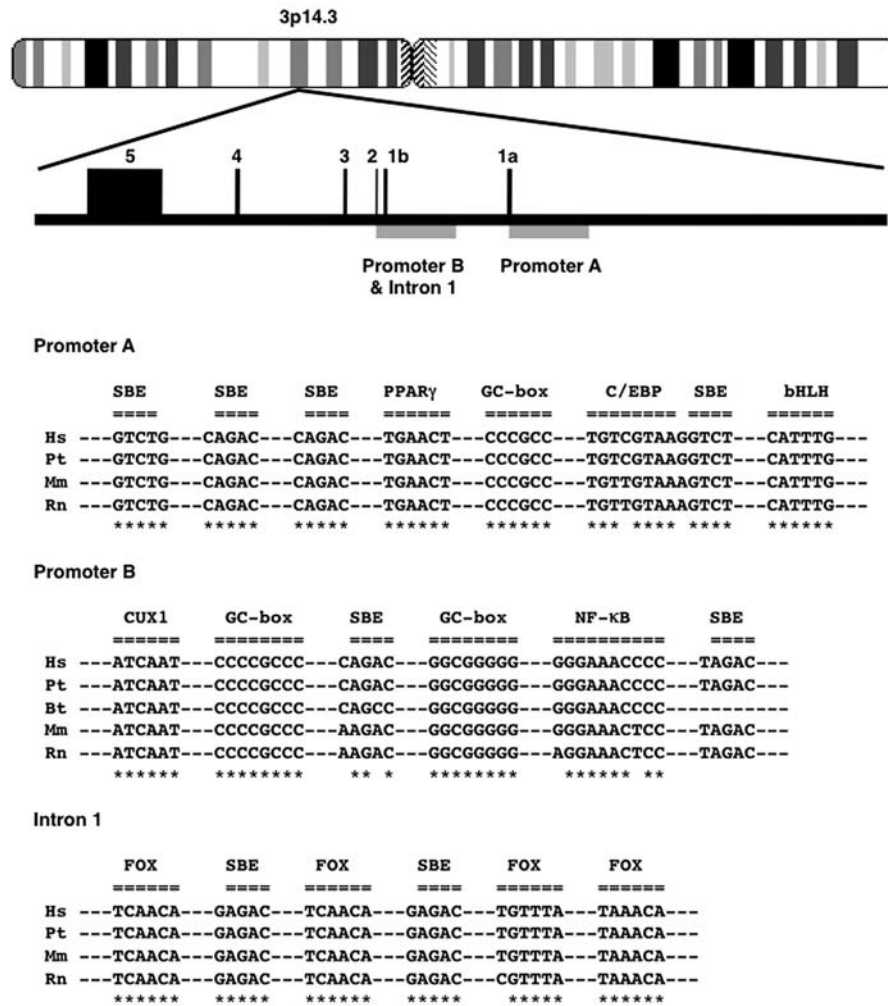 3p14.3
5 4 3 2 1b 1a
Promoter B Promoter A
& Intron 1
Promoter A
SBE SBE SBE PPARγ GC-box C/EBP SBE bHLH
==== ==== ==== ====== ====== ======== ==== ======
Hs ---GTCTG---CAGAC---CAGAC---TGAACT---CCCGCC---TGTCGTAAGGTCT---CATTTG---
Pt ---GTCTG---CAGAC---CAGAC---TGAACT---CCCGCC---TGTCGTAAGGTCT---CATTTG---
Mm ---GTCTG---CAGAC---CAGAC---TGAACT---CCCGCC---TGTTGTAAAGTCT---CATTTG---
Rn ---GTCTG---CAGAC---CAGAC---TGAACT---CCCGCC---TGTTGTAAAGTCT---CATTTG---
***** ***** ***** ****** ****** *** **** **** ******
Promoter B
CUX1 GC-box SBE GC-box NF-κB SBE
====== ======== ==== ======== ========== ====
Hs ---ATCAAT---CCCCGCCC---CAGAC---GGCGGGGG---GGGAAACCCC---TAGAC---
Pt ---ATCAAT---CCCCGCCC---CAGAC---GGCGGGGG---GGGAAACCCC---TAGAC---
Bt ---ATCAAT---CCCCGCCC---CAGCC---GGCGGGGG---GGGAAACCCC-----------
Mm ---ATCAAT---CCCCGCCC---AAGAC---GGCGGGGG---GGGAAACTCC---TAGAC---
Rn ---ATCAAT---CCCCGCCC---AAGAC---GGCGGGGG---AGGAAACTCC---TAGAC---
****** ******** ** * ******** ****** **
Intron 1
FOX SBE FOX SBE FOX FOX
====== ==== ====== ==== ====== ======
Hs ---TCAACA---GAGAC---TCAACA---GAGAC---TGTTTA---TAAACA---
Pt ---TCAACA---GAGAC---TCAACA---GAGAC---TGTTTA---TAAACA---
Mm ---TCAACA---GAGAC---TCAACA---GAGAC---TGTTTA---TAAACA---
Rn ---TCAACA---GAGAC---TCAACA---GAGAC---CGTTTA---TAAACA---
****** ***** ****** ***** ***** ******